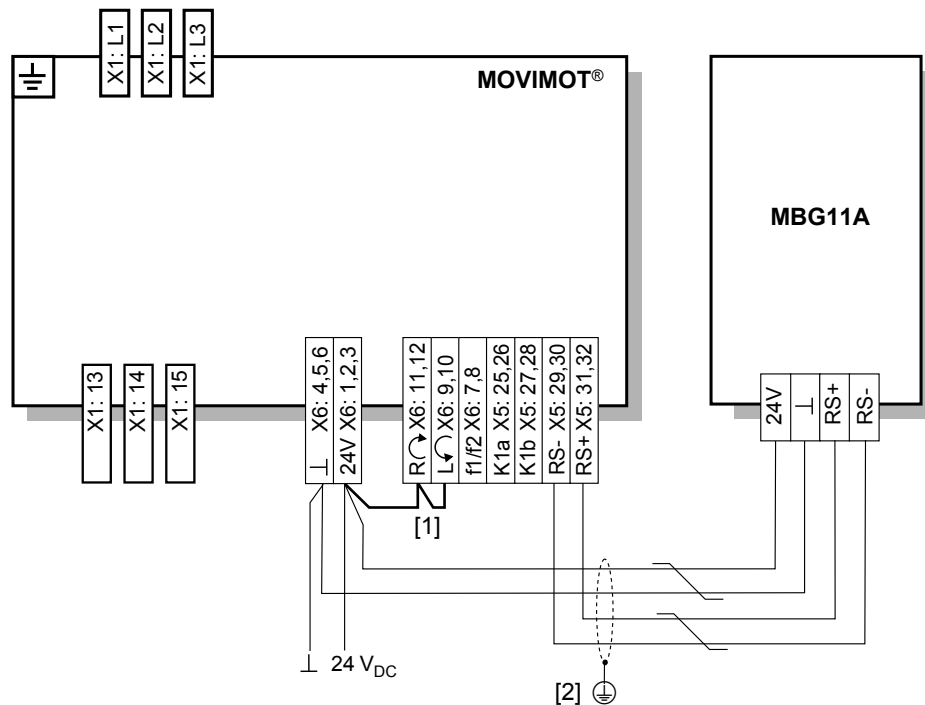 X1: L1
X1: L2
X1: L3
MOVIMOT®
MBG11A
X1: 13
X1: 14
X1: 15
⊥ X6: 4,5,6
24V X6: 1,2,3
R X6: 11,12
L X6: 9,10
f1/f2 X6: 7,8
K1a X5: 25,26
K1b X5: 27,28
RS- X5: 29,30
RS+ X5: 31,32
24V
⊥
RS+
RS-
[1]
⊥ 24 VDC
[2]